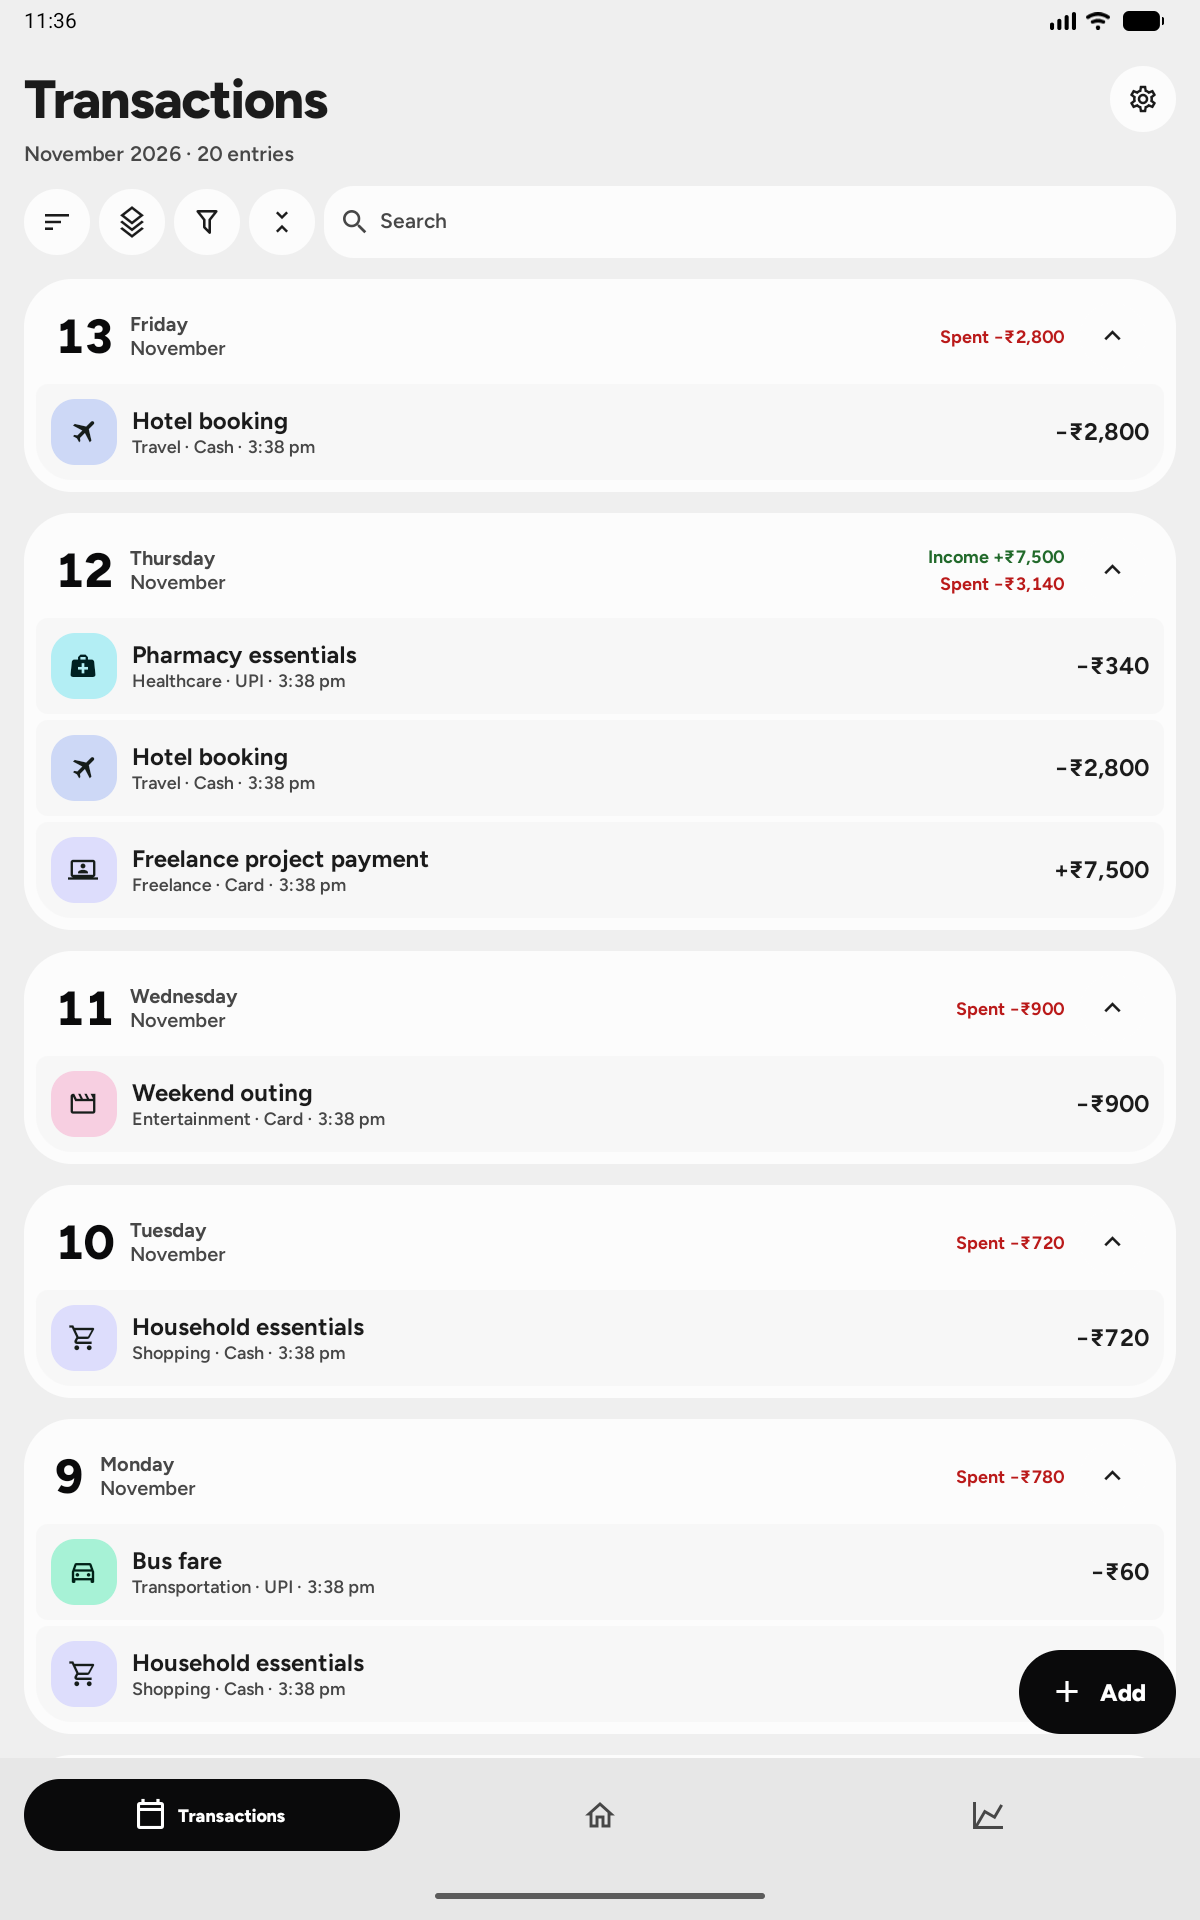 11:36
Transactions
November 2026 · 20 entries
Search
13
Friday
November
Spent -₹2,800
Hotel booking
Travel · Cash · 3:38 pm
-₹2,800
12
Thursday
November
Income +₹7,500
Spent -₹3,140
Pharmacy essentials
Healthcare · UPI · 3:38 pm
-₹340
Hotel booking
Travel · Cash · 3:38 pm
-₹2,800
Freelance project payment
Freelance · Card · 3:38 pm
+₹7,500
11
Wednesday
November
Spent -₹900
Weekend outing
Entertainment · Card · 3:38 pm
-₹900
10
Tuesday
November
Spent -₹720
Household essentials
Shopping · Cash · 3:38 pm
-₹720
9
Monday
November
Spent -₹780
Bus fare
Transportation · UPI · 3:38 pm
-₹60
Household essentials
Shopping · Cash · 3:38 pm
Add
Transactions